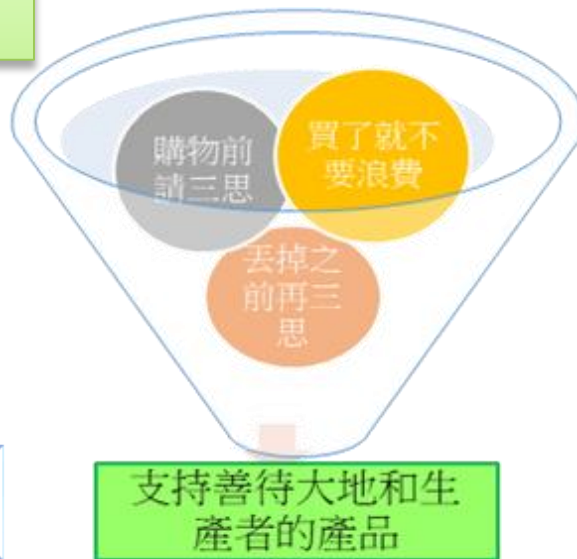 購物前
請三思
買了就不
要浪費
丟掉之
前再三
思
支持善待大地和生
產者的產品